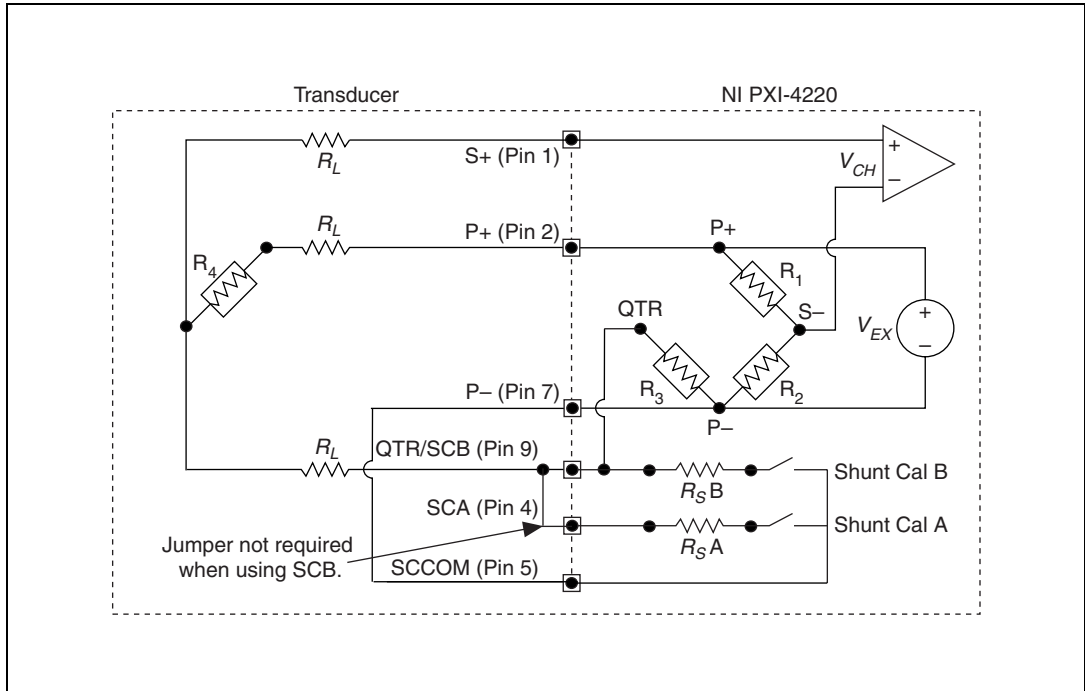 Transducer
NI PXI-4220
R_L
S+ (Pin 1)
V_CH
+
–
R_L
P+ (Pin 2)
P+
R_4
R_1
QTR
S–
V_EX
+
–
R_3
R_2
P– (Pin 7)
P–
R_L
QTR/SCB (Pin 9)
R_S B
Shunt Cal B
SCA (Pin 4)
R_S A
Shunt Cal A
Jumper not required
when using SCB.
SCCOM (Pin 5)